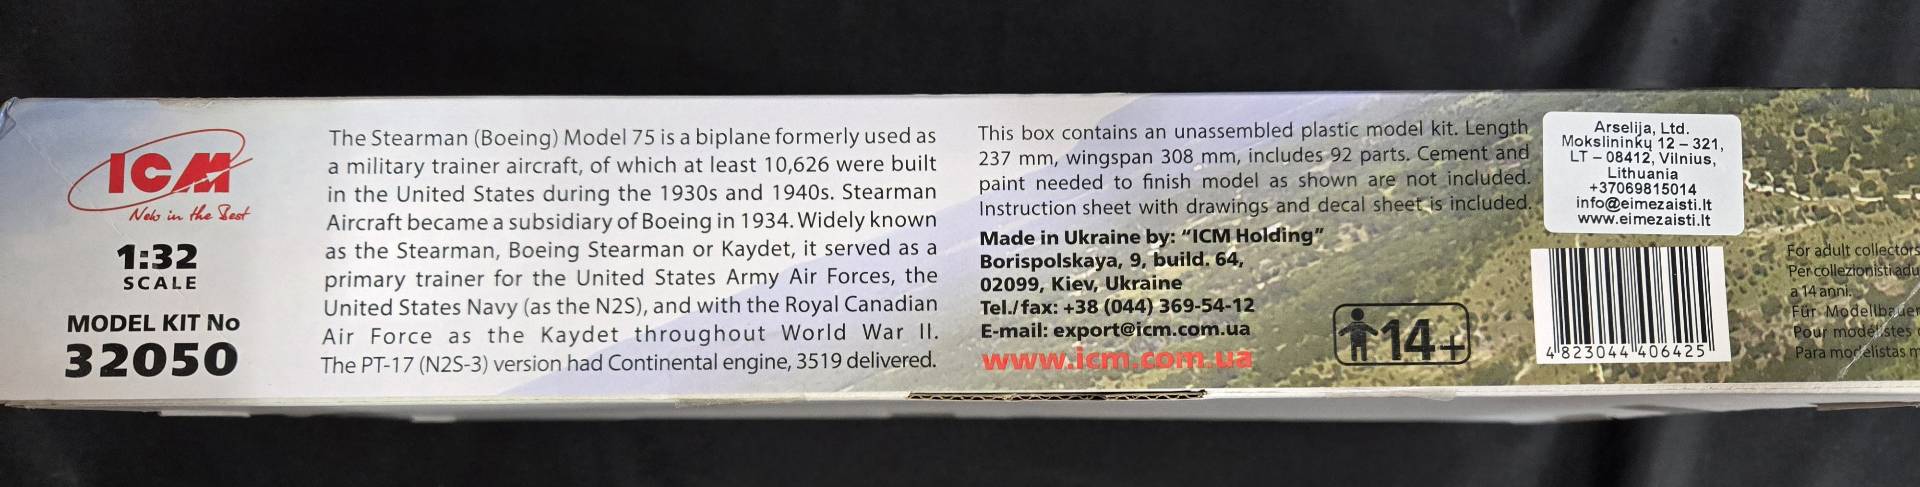 ICM
New in the Best
1:32
SCALE
MODEL KIT No
32050
The Stearman (Boeing) Model 75 is a biplane formerly used as
a military trainer aircraft, of which at least 10,626 were built
in the United States during the 1930s and 1940s. Stearman
Aircraft became a subsidiary of Boeing in 1934. Widely known
as the Stearman, Boeing Stearman or Kaydet, it served as a
primary trainer for the United States Army Air Forces, the
United States Navy (as the N2S), and with the Royal Canadian
Air Force as the Kaydet throughout World War II.
The PT-17 (N2S-3) version had Continental engine, 3519 delivered.
This box contains an unassembled plastic model kit. Length
237 mm, wingspan 308 mm, includes 92 parts. Cement and
paint needed to finish model as shown are not included.
Instruction sheet with drawings and decal sheet is included.
Made in Ukraine by: “ICM Holding”
Borispolskaya, 9, build. 64,
02099, Kiev, Ukraine
Tel./fax: +38 (044) 369-54-12
E-mail: export@icm.com.ua
www.icm.com.ua
14+
Arselija, Ltd.
Mokslininkų 12 – 321,
LT – 08412, Vilnius,
Lithuania
+37069815014
info@eimezaisti.lt
www.eimezaisti.lt
4 823044 406425
For adult collectors
Per collezionisti adu
a 14 anni.
Für Modellbauer
Pour modélistes
Para modelistas m